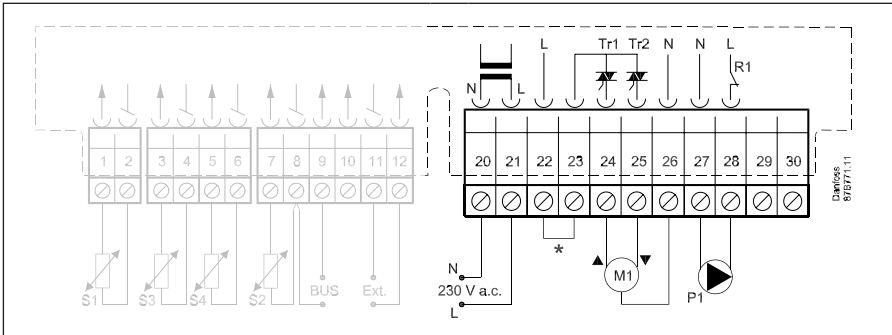 L Tr1 Tr2 N N L
R1
N L
1 2 3 4 5 6 7 8 9 10 11 12
20 21 22 23 24 25 26 27 28 29 30
Danfoss
87B771.11
*
N
230 V a.c.
L
S1 S3 S4 S2 BUS Ext.
M1
P1